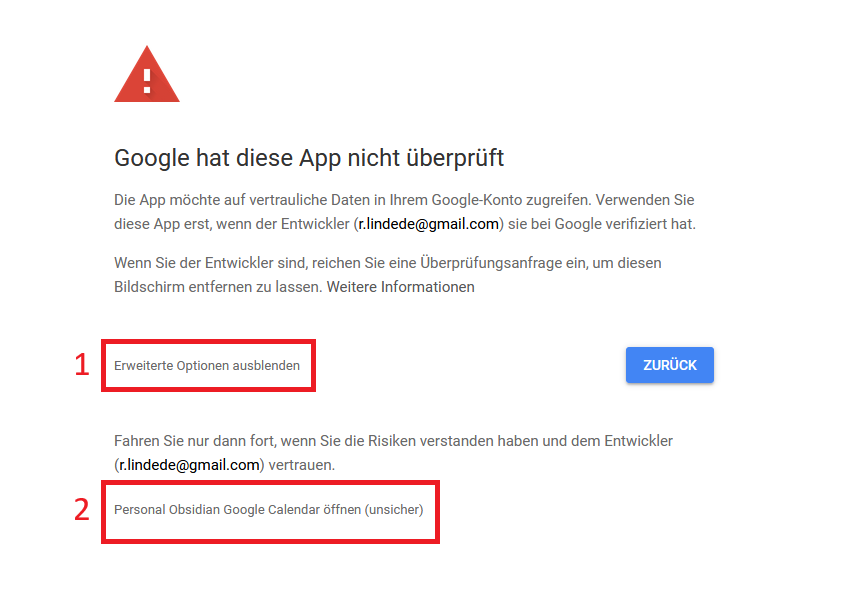 Google hat diese App nicht überprüft
Die App möchte auf vertrauliche Daten in Ihrem Google-Konto zugreifen. Verwenden Sie
diese App erst, wenn der Entwickler (r.lindede@gmail.com) sie bei Google verifiziert hat.
Wenn Sie der Entwickler sind, reichen Sie eine Überprüfungsanfrage ein, um diesen
Bildschirm entfernen zu lassen. Weitere Informationen
1 Erweiterte Optionen ausblenden ZURÜCK
Fahren Sie nur dann fort, wenn Sie die Risiken verstanden haben und dem Entwickler
(r.lindede@gmail.com) vertrauen.
2 Personal Obsidian Google Calendar öffnen (unsicher)